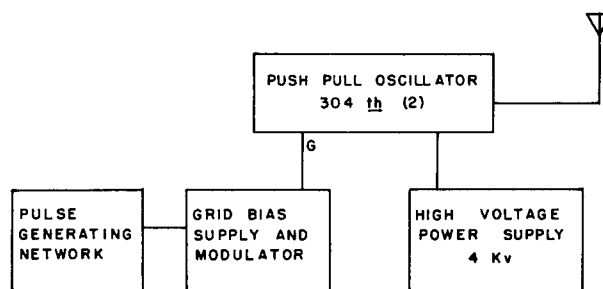 PUSH PULL OSCILLATOR
304 th (2)
G
PULSE
GENERATING
NETWORK
GRID BIAS
SUPPLY AND
MODULATOR
HIGH VOLTAGE
POWER SUPPLY
4 Kv